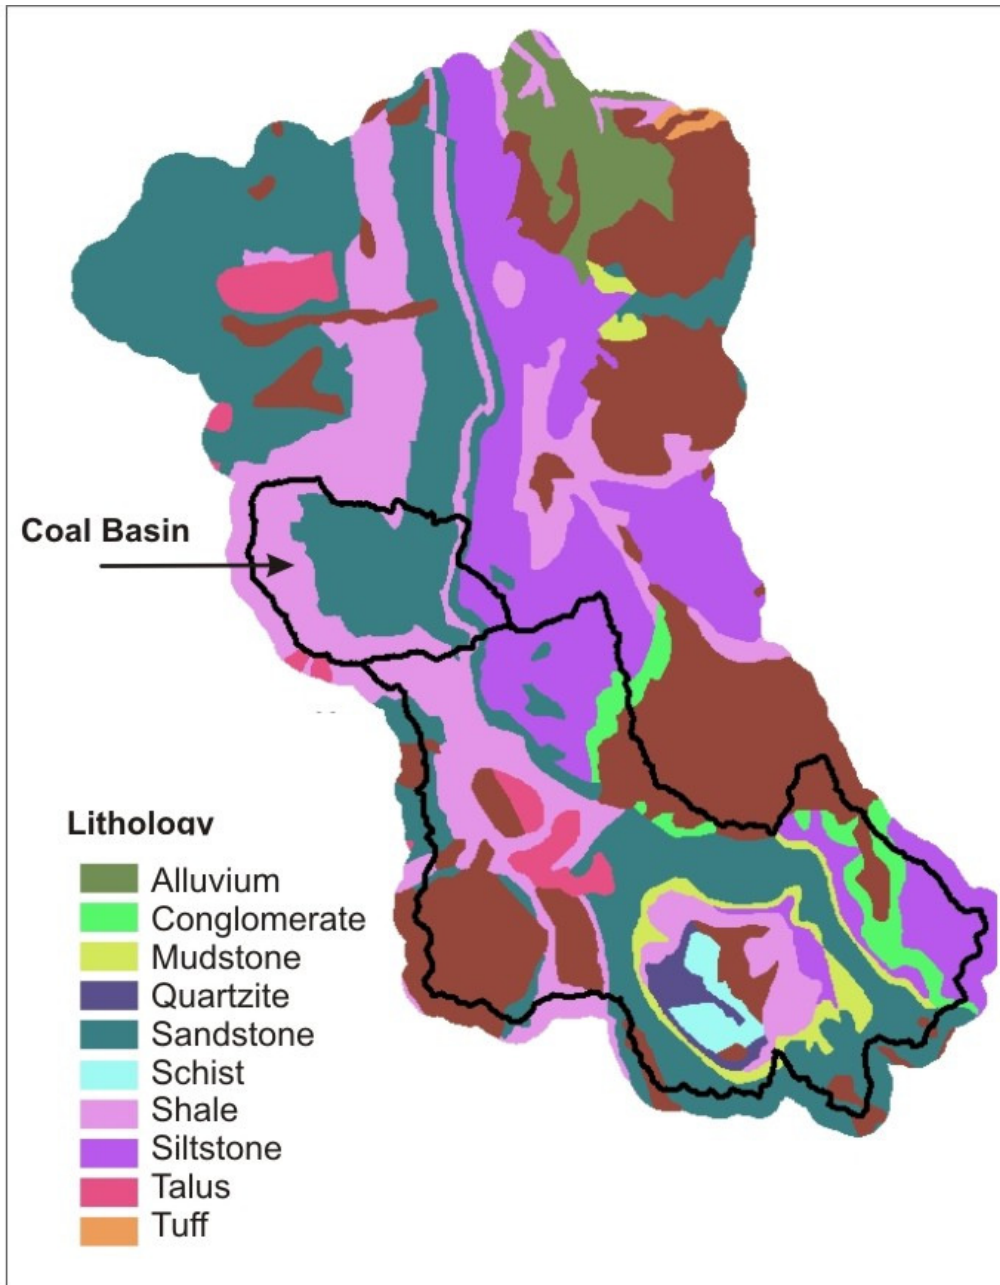 Coal Basin
Lithology
Alluvium
Conglomerate
Mudstone
Quartzite
Sandstone
Schist
Shale
Siltstone
Talus
Tuff